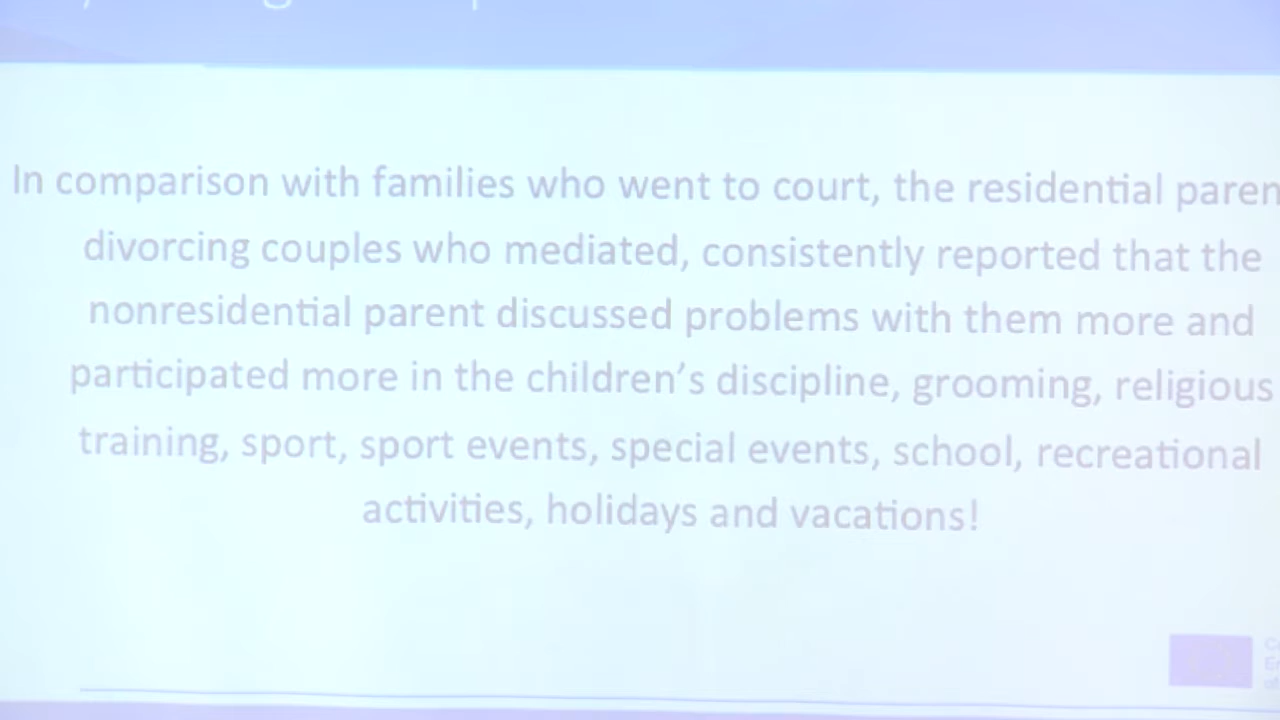 In comparison with families who went to court, the residential
divorcing couples who mediated, consistently reported that the
nonresidential parent discussed problems with them more and
participated more in the children's discipline, grooming, religious
training, sport, sport events, special events, school, recreational
activities, holidays and vacations!